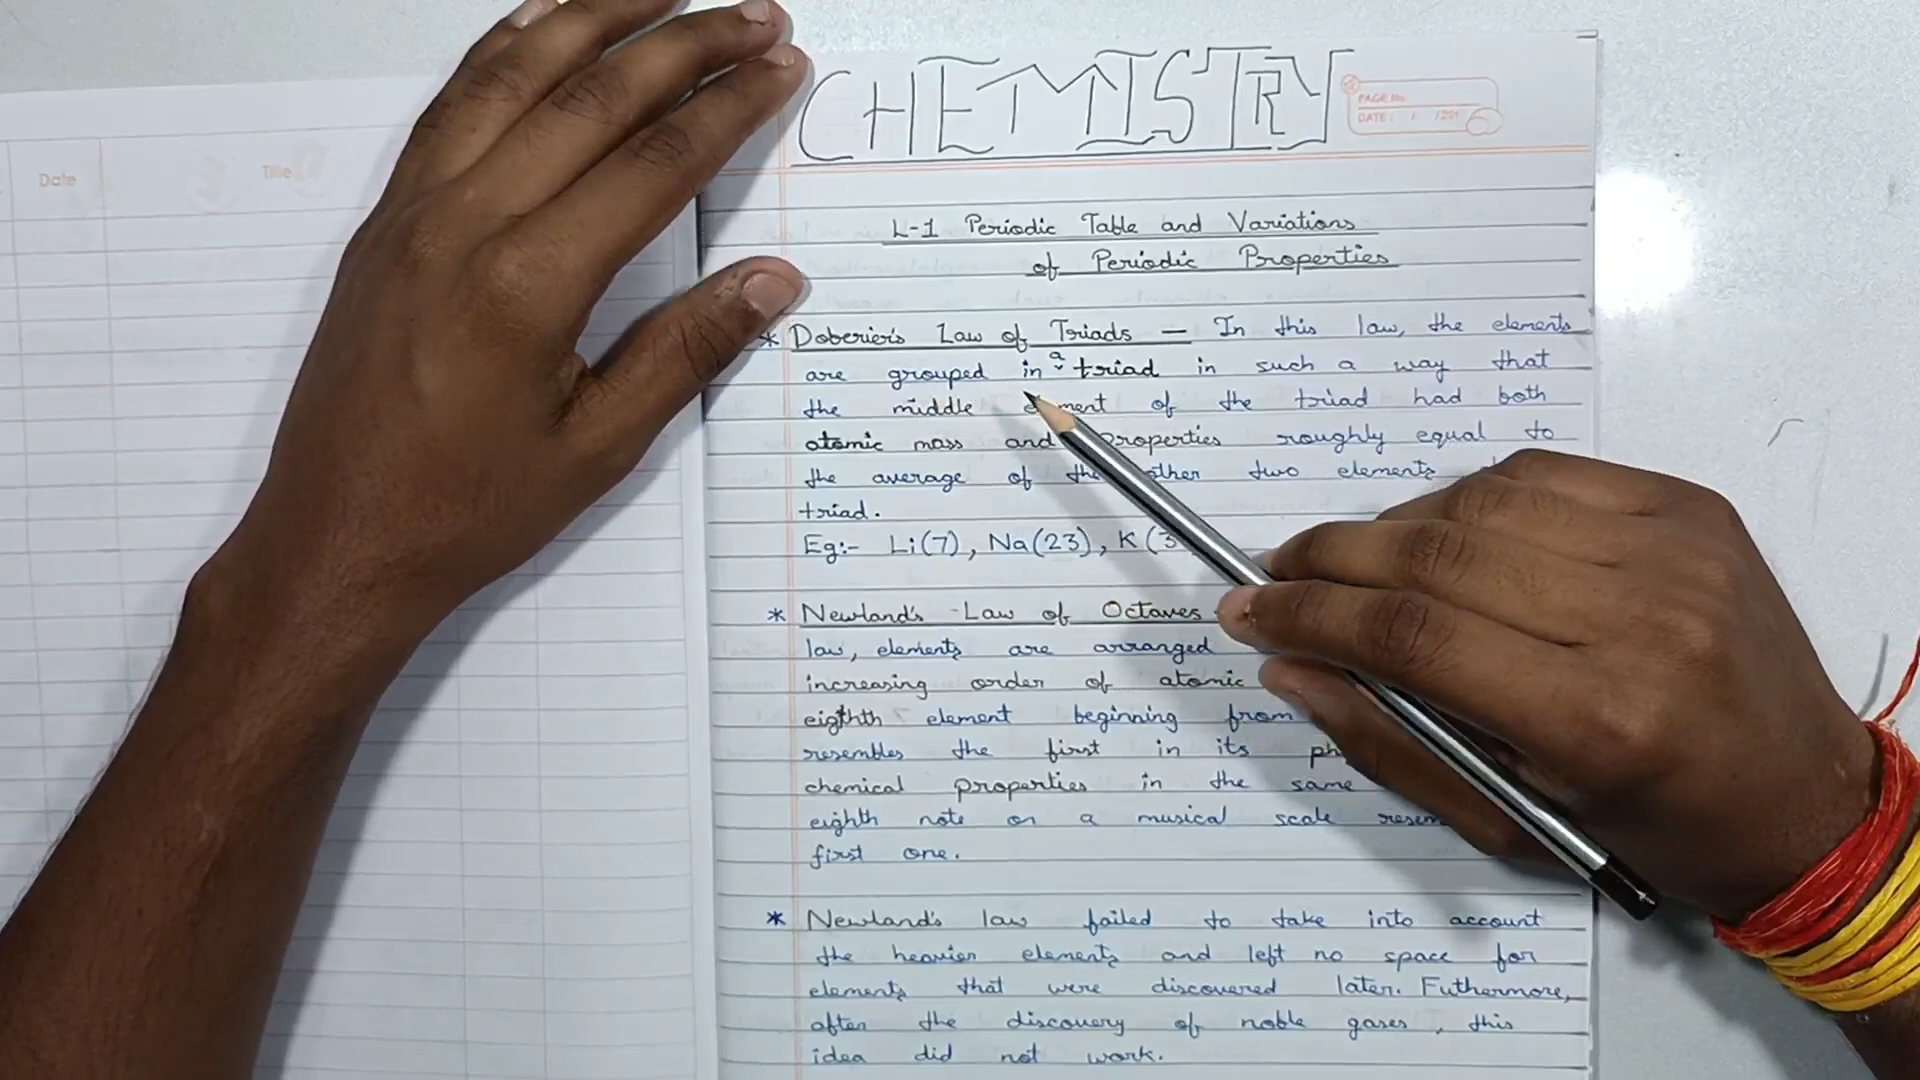 CHEMISTRY
PAGE No
DATE: / /201
Date
Title
L-1 Periodic Table and Variations
of Periodic Properties
* Doberier's Law of Triads — In this law, the elements
are grouped in a triad in such a way that
the middle of the triad had both
atomic mass and properties roughly equal to
the average of the other two elements
triad.
Eg:- Li(7), Na(23), K(3
* Newland's Law of Octaves
law, elements are arranged
increasing order of atomic
eigthth element beginning from
resembles the first in its
chemical properties in the same
eighth note on a musical scale
first one.
* Newland's law failed to take into account
the heavier elements and left no space for
elements that were discovered later. Futhermore,
after the discovery of noble gases, this
idea did not work.